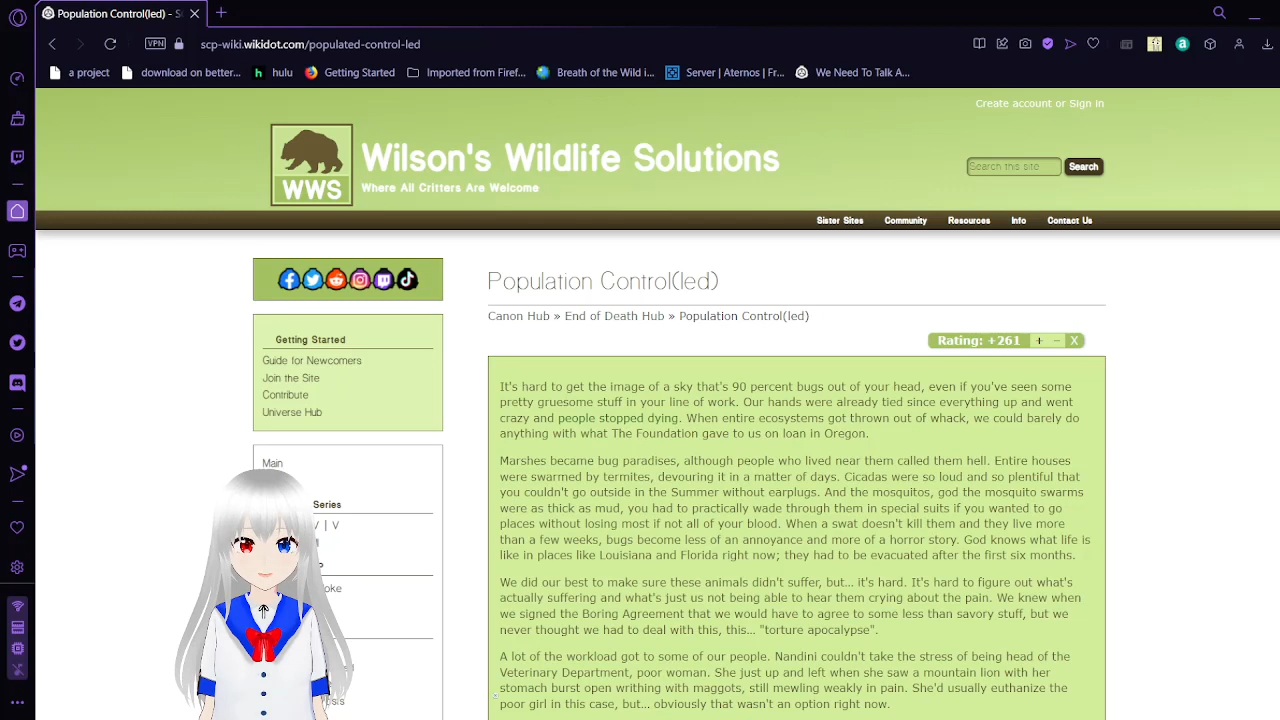 Population Control(led) - S
VPN
scp-wiki.wikidot.com/populated-control-led
a project
download on better...
hulu
Getting Started
Imported from Firef...
Breath of the Wild i...
Server | Aternos | Fr...
We Need To Talk A...
Create account or Sign in
WWS
Wilson's Wildlife Solutions
Where All Critters Are Welcome
Search this site
Search
Sister Sites
Community
Resources
Info
Contact Us
Getting Started
Guide for Newcomers
Join the Site
Contribute
Universe Hub
Main
Series
V | V
oke
Population Control(led)
Canon Hub » End of Death Hub » Population Control(led)
Rating: +261 + − X
It's hard to get the image of a sky that's 90 percent bugs out of your head, even if you've seen some
pretty gruesome stuff in your line of work. Our hands were already tied since everything up and went
crazy and people stopped dying. When entire ecosystems got thrown out of whack, we could barely do
anything with what The Foundation gave to us on loan in Oregon.
Marshes became bug paradises, although people who lived near them called them hell. Entire houses
were swarmed by termites, devouring it in a matter of days. Cicadas were so loud and so plentiful that
you couldn't go outside in the Summer without earplugs. And the mosquitos, god the mosquito swarms
were as thick as mud, you had to practically wade through them in special suits if you wanted to go
places without losing most if not all of your blood. When a swat doesn't kill them and they live more
than a few weeks, bugs become less of an annoyance and more of a horror story. God knows what life is
like in places like Louisiana and Florida right now; they had to be evacuated after the first six months.
We did our best to make sure these animals didn't suffer, but... it's hard. It's hard to figure out what's
actually suffering and what's just us not being able to hear them crying about the pain. We knew when
we signed the Boring Agreement that we would have to agree to some less than savory stuff, but we
never thought we had to deal with this, this... "torture apocalypse".
A lot of the workload got to some of our people. Nandini couldn't take the stress of being head of the
Veterinary Department, poor woman. She just up and left when she saw a mountain lion with her
stomach burst open writhing with maggots, still mewling weakly in pain. She'd usually euthanize the
poor girl in this case, but... obviously that wasn't an option right now.